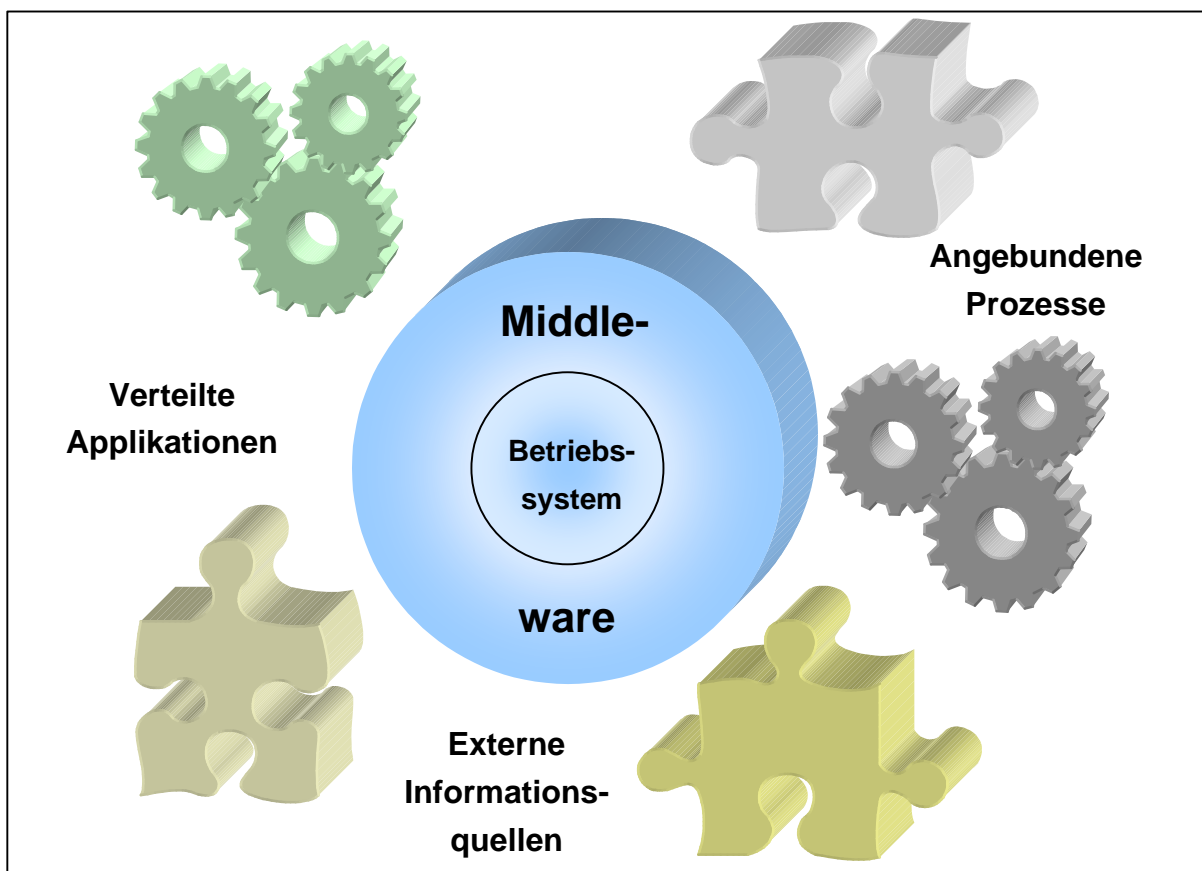 Angebundene
Prozesse
Middle-
Verteilte
Applikationen
Betriebs-
system
ware
Externe
Informations-
quellen